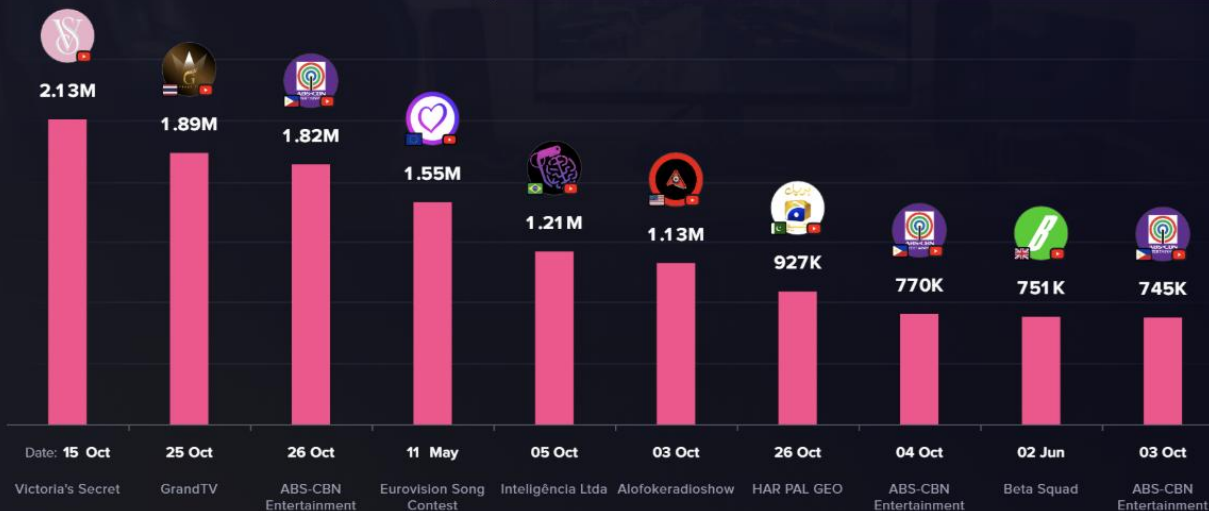 2.13M
1.89M
1.82M
1.55M
1.21M
1.13M
927K
770K
751K
745K
Date: 15 Oct
25 Oct
26 Oct
11 May
05 Oct
03 Oct
26 Oct
04 Oct
02 Jun
03 Oct
Victoria's Secret
GrandTV
ABS-CBN
Entertainment
Eurovision Song
Contest
Inteligência Ltda
Alofokeradioshow
HAR PAL GEO
ABS-CBN
Entertainment
Beta Squad
ABS-CBN
Entertainment